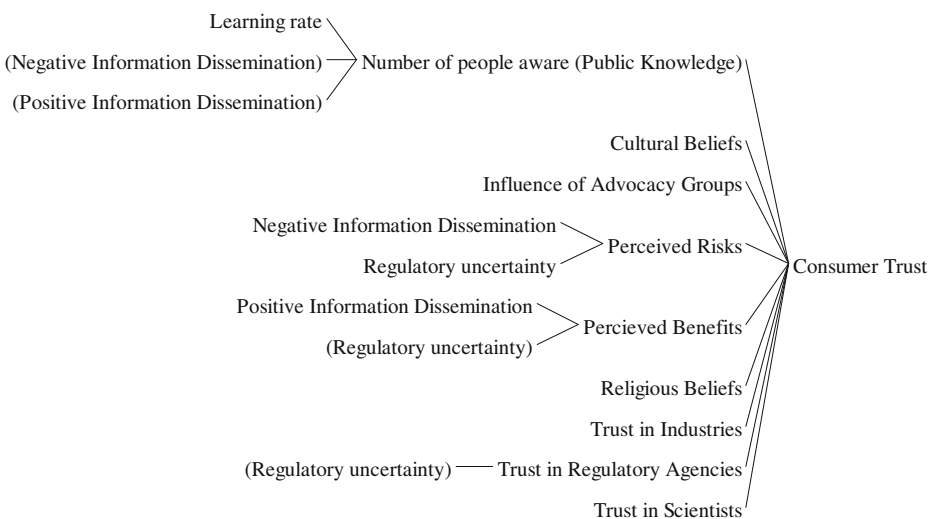 Learning rate
(Negative Information Dissemination)
Number of people aware (Public Knowledge)
(Positive Information Dissemination)
Cultural Beliefs
Influence of Advocacy Groups
Negative Information Dissemination
Perceived Risks
Regulatory uncertainty
Consumer Trust
Positive Information Dissemination
Percieved Benefits
(Regulatory uncertainty)
Religious Beliefs
Trust in Industries
(Regulatory uncertainty)
Trust in Regulatory Agencies
Trust in Scientists